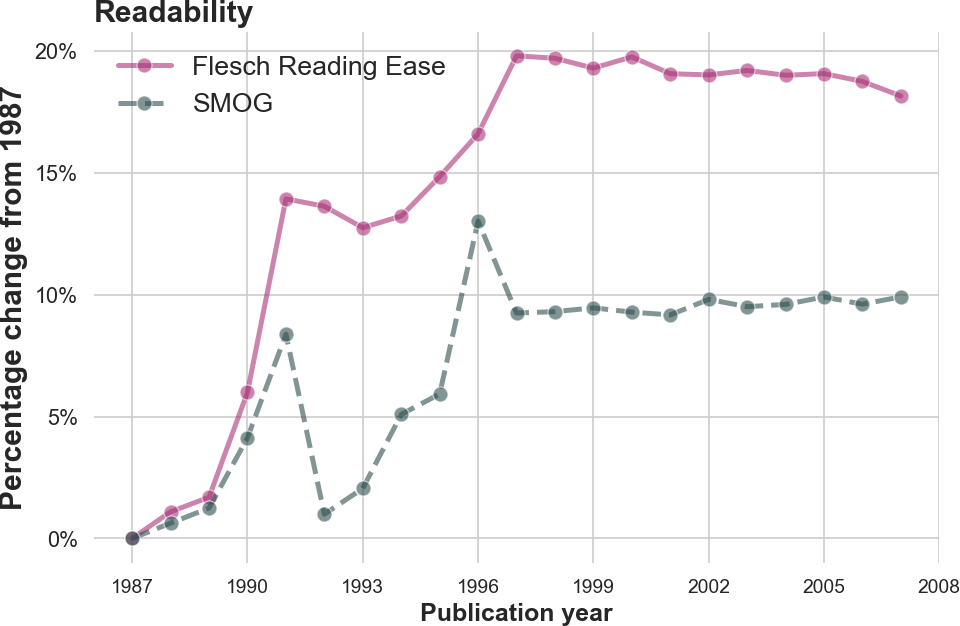 Readability
Flesch Reading Ease
SMOG
Percentage change from 1987
20%
15%
10%
5%
0%
1987 1990 1993 1996 1999 2002 2005 2008
Publication year